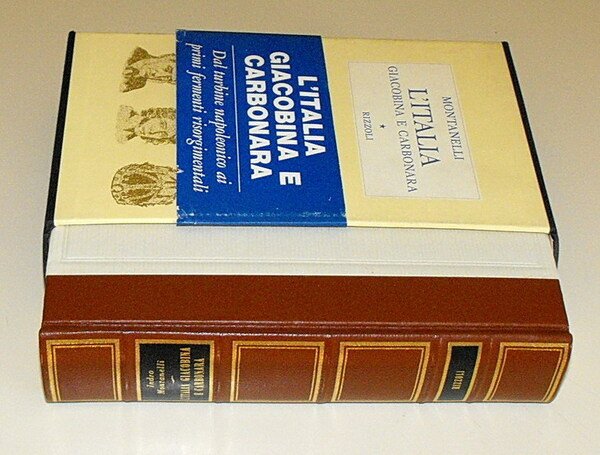 MONTANELLI
L'ITALIA
GIACOBINA E CARBONARA
*
RIZZOLI
L'ITALIA
GIACOBINA E
CARBONARA
Dal turbine napoleonico ai
primi fermenti risorgimentali
Indro
Montanelli
L'ITALIA GIACOBINA
E CARBONARA
RIZZOLI